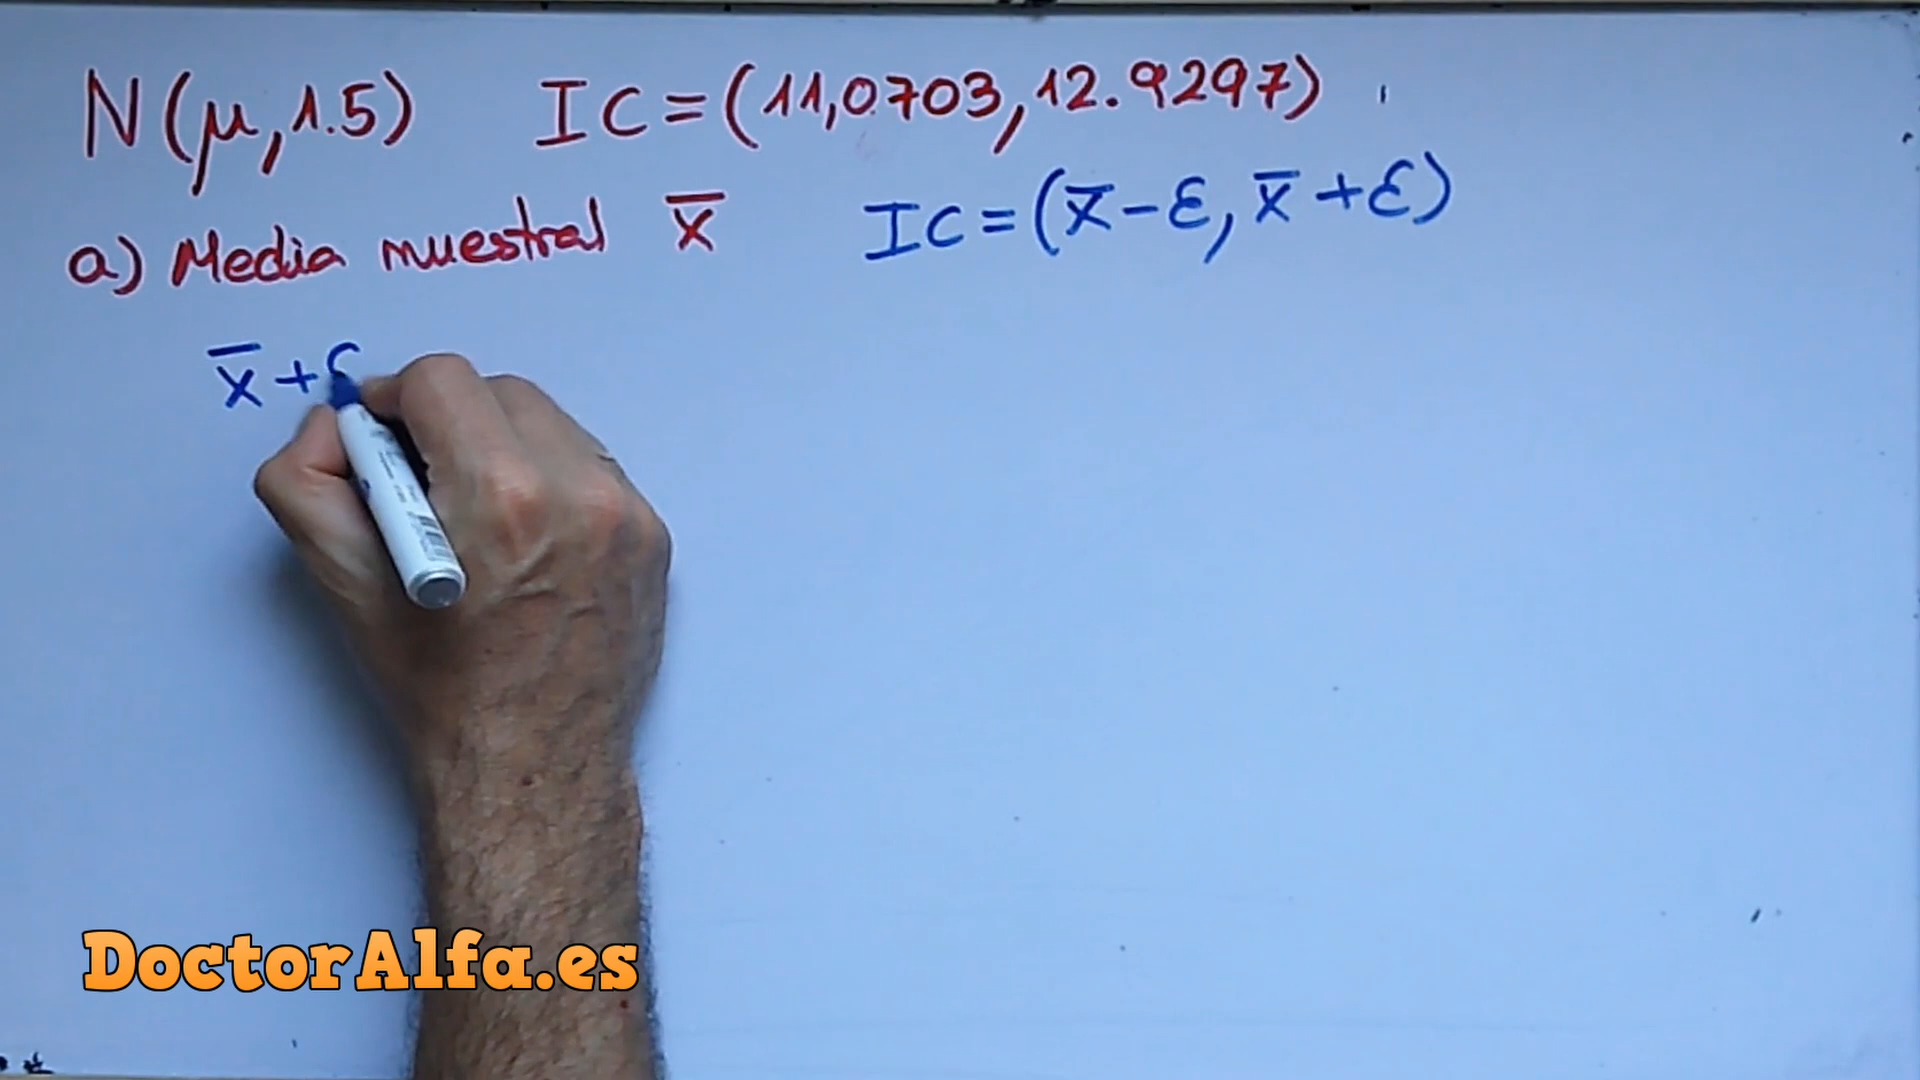 N(μ,1.5) IC=(11,0703,12.9297)
a) Media muestral x̄ IC=(x̄-ε, x̄+ε)
x̄+
DoctorAlfa.es